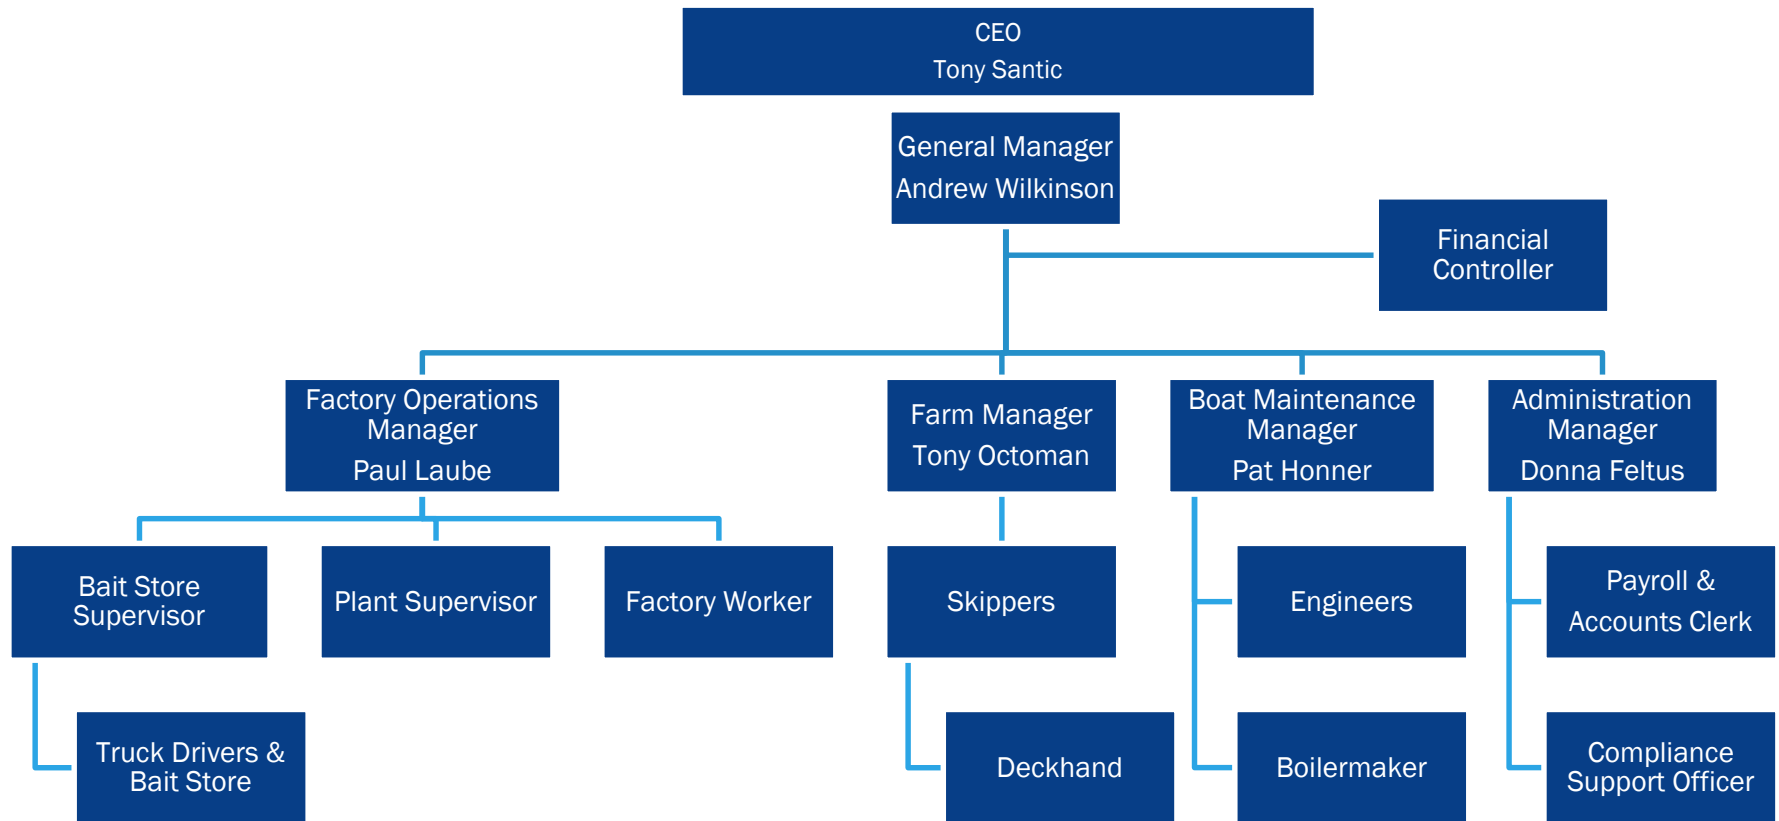 CEO
Tony Santic
General Manager
Andrew Wilkinson
Financial
Controller
Factory Operations
Manager
Paul Laube
Farm Manager
Tony Octoman
Boat Maintenance
Manager
Pat Honner
Administration
Manager
Donna Feltus
Bait Store
Supervisor
Plant Supervisor
Factory Worker
Skippers
Engineers
Payroll &
Accounts Clerk
Truck Drivers &
Bait Store
Deckhand
Boilermaker
Compliance
Support Officer